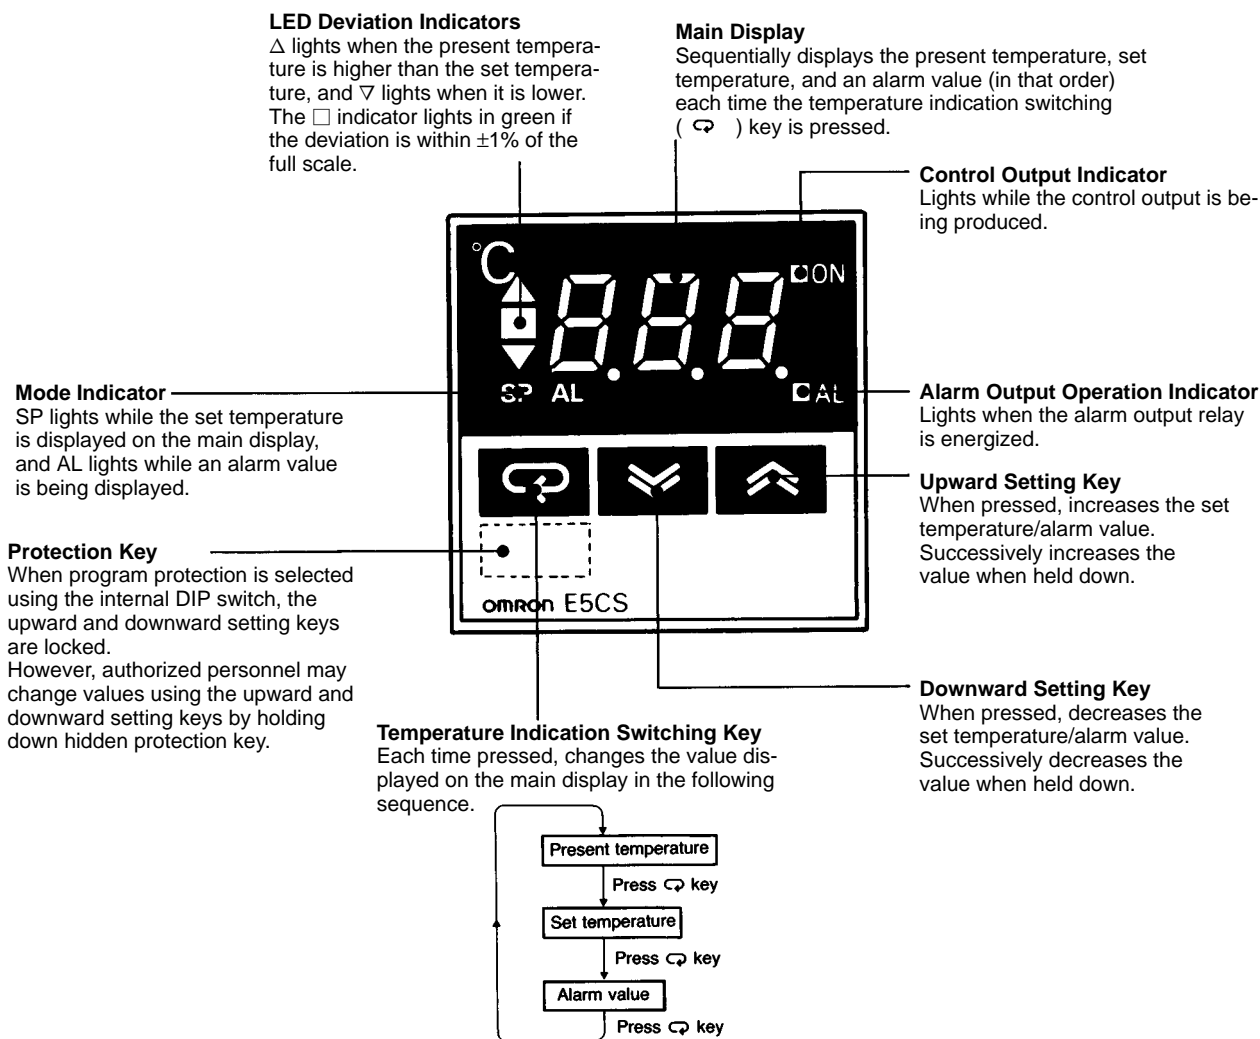 LED Deviation Indicators
Δ lights when the present tempera-
ture is higher than the set tempera-
ture, and ∇ lights when it is lower.
The □ indicator lights in green if
the deviation is within ±1% of the
full scale.
Main Display
Sequentially displays the present temperature, set
temperature, and an alarm value (in that order)
each time the temperature indication switching
( ) key is pressed.
Control Output Indicator
Lights while the control output is be-
ing produced.
°C
8.8.8.
ON
SP AL
AL
Mode Indicator
SP lights while the set temperature
is displayed on the main display,
and AL lights while an alarm value
is being displayed.
Alarm Output Operation Indicator
Lights when the alarm output relay
is energized.
Upward Setting Key
When pressed, increases the set
temperature/alarm value.
Successively increases the
value when held down.
Protection Key
When program protection is selected
using the internal DIP switch, the
upward and downward setting keys
are locked.
However, authorized personnel may
change values using the upward and
downward setting keys by holding
down hidden protection key.
OMRON E5CS
Downward Setting Key
When pressed, decreases the
set temperature/alarm value.
Successively decreases the
value when held down.
Temperature Indication Switching Key
Each time pressed, changes the value dis-
played on the main display in the following
sequence.
Present temperature
Press key
Set temperature
Press key
Alarm value
Press key